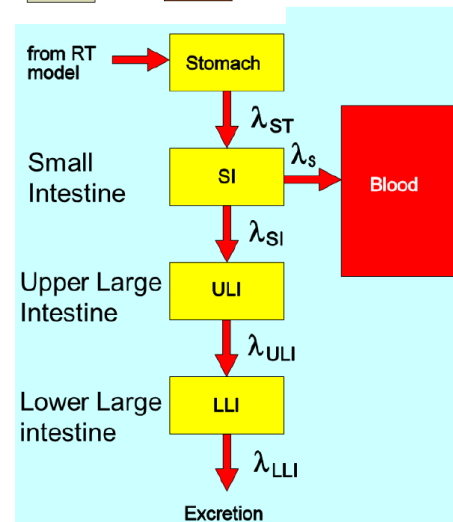 from RT
model
Stomach
λST
Small
Intestine
SI
λs
Blood
λSI
Upper Large
Intestine
ULI
λULI
Lower Large
intestine
LLI
λLLI
Excretion